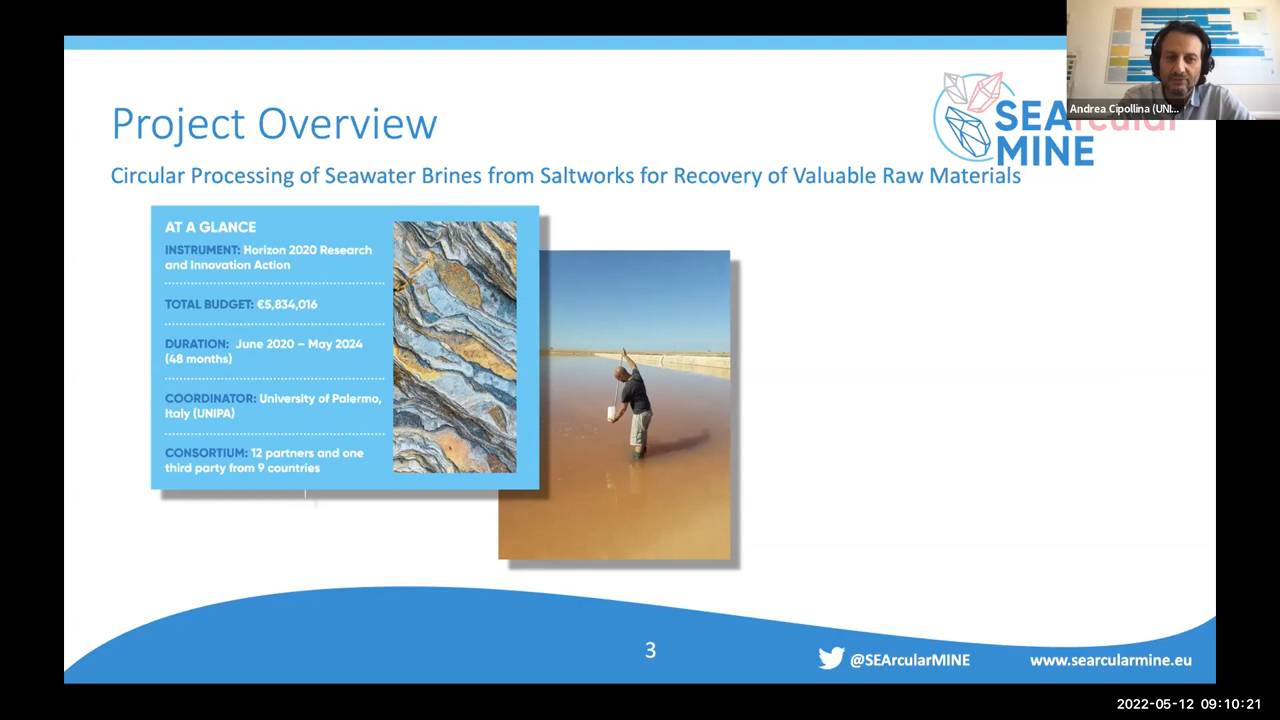 Project Overview
SEArcular
MINE
Andrea Cipollina (UNI...
Circular Processing of Seawater Brines from Saltworks for Recovery of Valuable Raw Materials
AT A GLANCE
INSTRUMENT: Horizon 2020 Research
and Innovation Action
TOTAL BUDGET: €5,834,016
DURATION: June 2020 – May 2024
(48 months)
COORDINATOR: University of Palermo,
Italy (UNIPA)
CONSORTIUM: 12 partners and one
third party from 9 countries
3
@SEArcularMINE
www.searcularmine.eu
2022-05-12 09:10:21